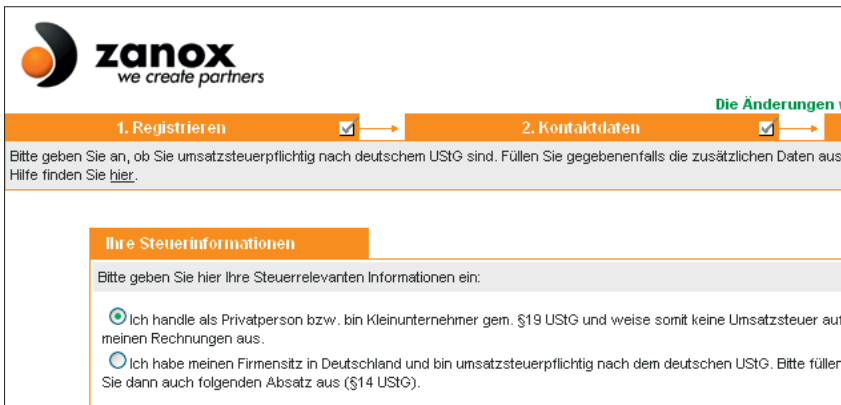 zanox
we create partners
Die Änderungen
1. Registrieren
2. Kontaktdaten
Bitte geben Sie an, ob Sie umsatzsteuerpflichtig nach deutschem UStG sind. Füllen Sie gegebenenfalls die zusätzlichen Daten aus
Hilfe finden Sie hier.
Ihre Steuerinformationen
Bitte geben Sie hier Ihre Steuerrelevanten Informationen ein:
Ich handle als Privatperson bzw. bin Kleinunternehmer gem. §19 UStG und weise somit keine Umsatzsteuer auf
meinen Rechnungen aus.
Ich habe meinen Firmensitz in Deutschland und bin umsatzsteuerpflichtig nach dem deutschen UStG. Bitte füllen
Sie dann auch folgenden Absatz aus (§14 UStG).